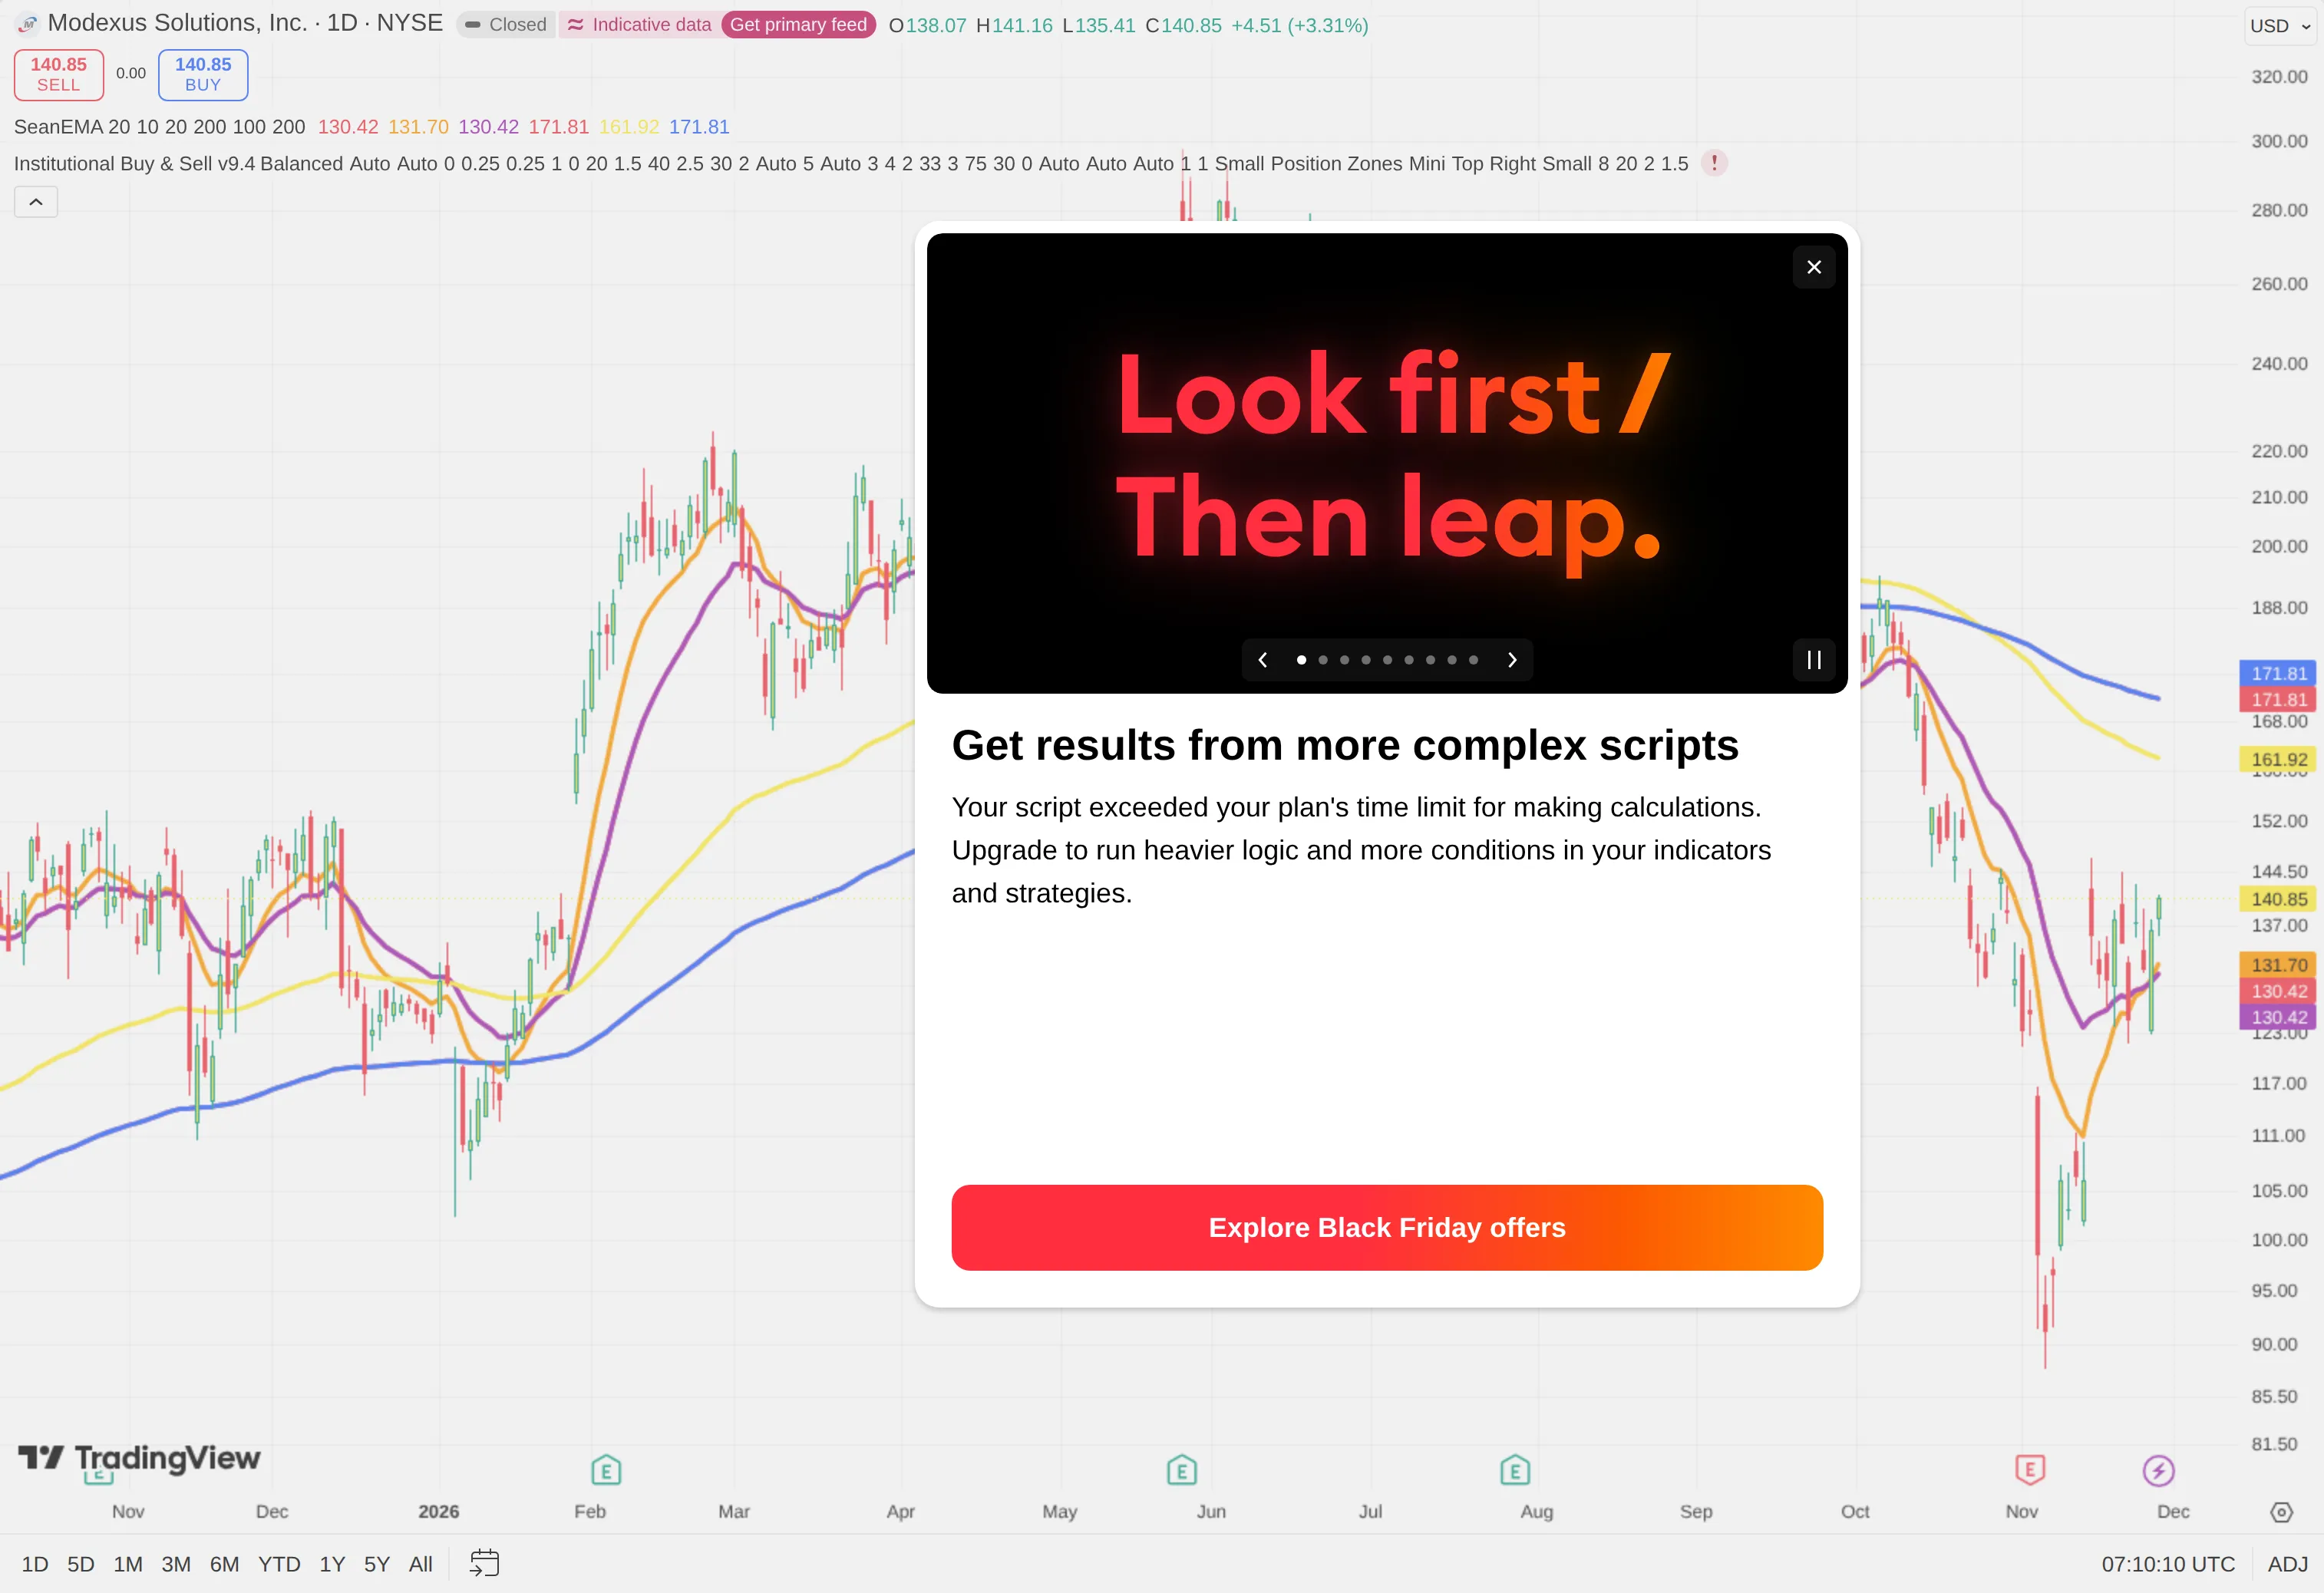 Modexus Solutions, Inc. · 1D · NYSE Closed Indicative data Get primary feed O138.07 H141.16 L135.41 C140.85 +4.51 (+3.31%) USD
140.85 SELL 0.00 140.85 BUY
SeanEMA 20 10 20 200 100 200 130.42 131.70 130.42 171.81 161.92 171.81
Institutional Buy & Sell v9.4 Balanced Auto Auto 0 0.25 0.25 1 0 20 1.5 40 2.5 30 2 Auto 5 Auto 3 4 2 33 3 75 30 0 Auto Auto Auto 1 1 Small Position Zones Mini Top Right Small 8 20 2 1.5 !
Look first /
Then leap.
Get results from more complex scripts
Your script exceeded your plan's time limit for making calculations.
Upgrade to run heavier logic and more conditions in your indicators
and strategies.
Explore Black Friday offers
320.00
300.00
280.00
260.00
240.00
220.00
210.00
200.00
188.00
171.81
171.81
168.00
161.92
152.00
144.50
140.85
137.00
131.70
130.42
130.42
123.00
117.00
111.00
105.00
100.00
95.00
90.00
85.50
81.50
TradingView
E E E E E
Nov Dec 2026 Feb Mar Apr May Jun Jul Aug Sep Oct Nov Dec
1D 5D 1M 3M 6M YTD 1Y 5Y All 07:10:10 UTC ADJ